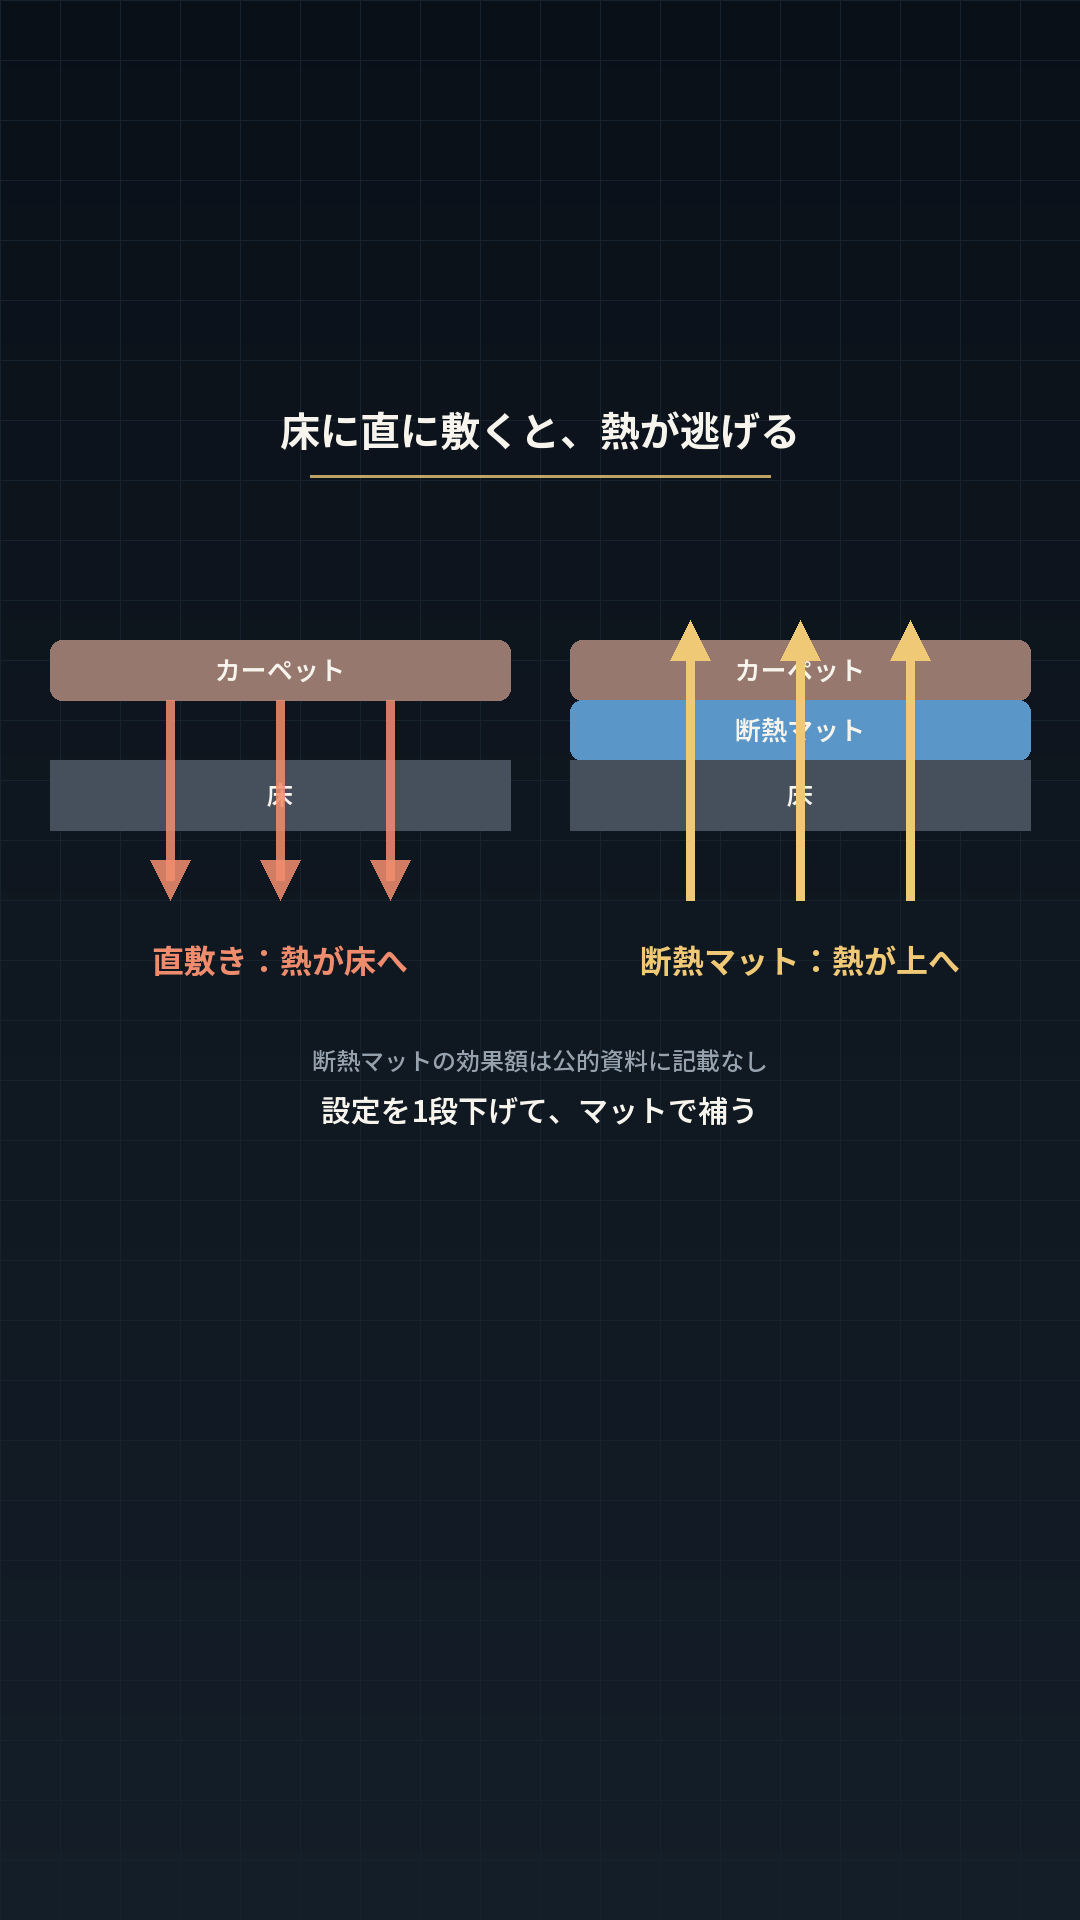 床に直に敷くと、熱が逃げる
カーペット
床
直敷き：熱が床へ
カーペット
断熱マット
床
断熱マット：熱が上へ
断熱マットの効果額は公的資料に記載なし
設定を1段下げて、マットで補う